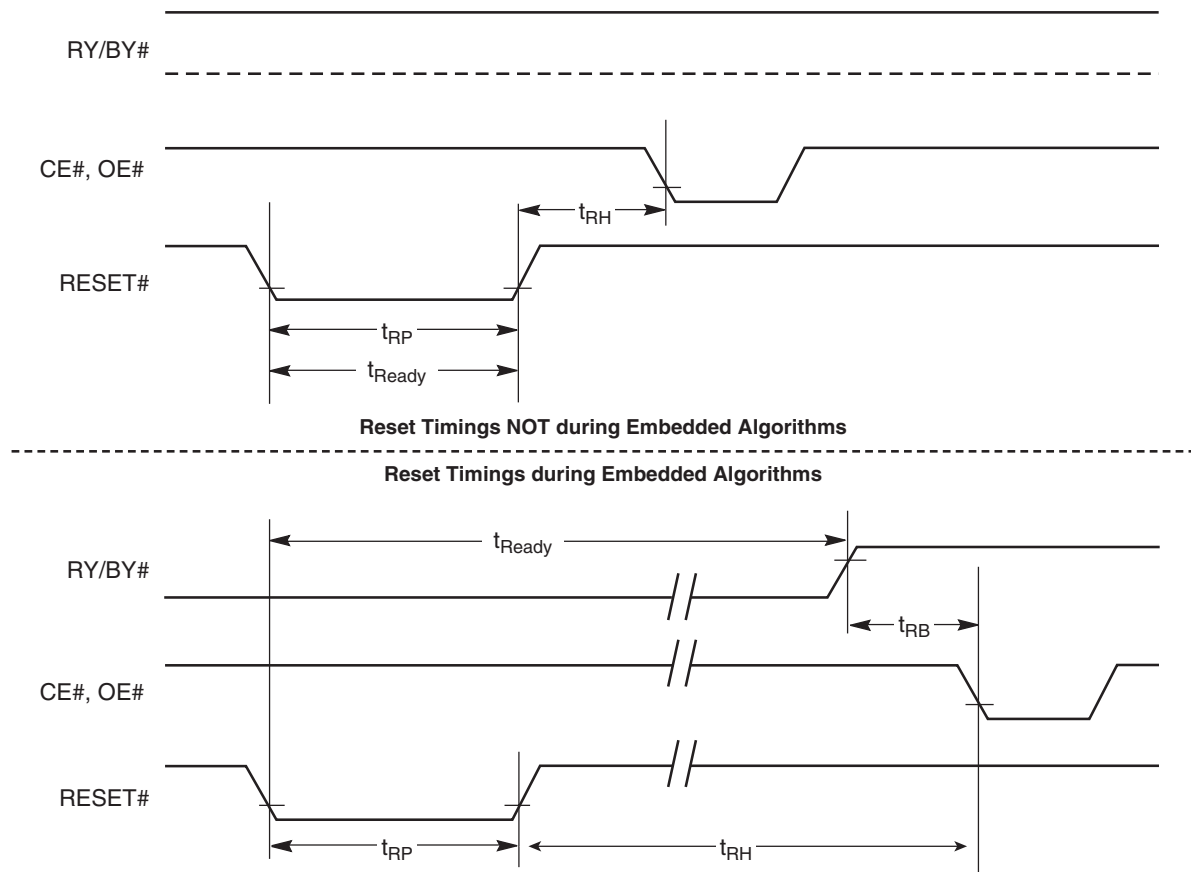 RY/BY#
CE#, OE#
tRH
RESET#
tRP
tReady
Reset Timings NOT during Embedded Algorithms
Reset Timings during Embedded Algorithms
tReady
RY/BY#
tRB
CE#, OE#
RESET#
tRP
tRH